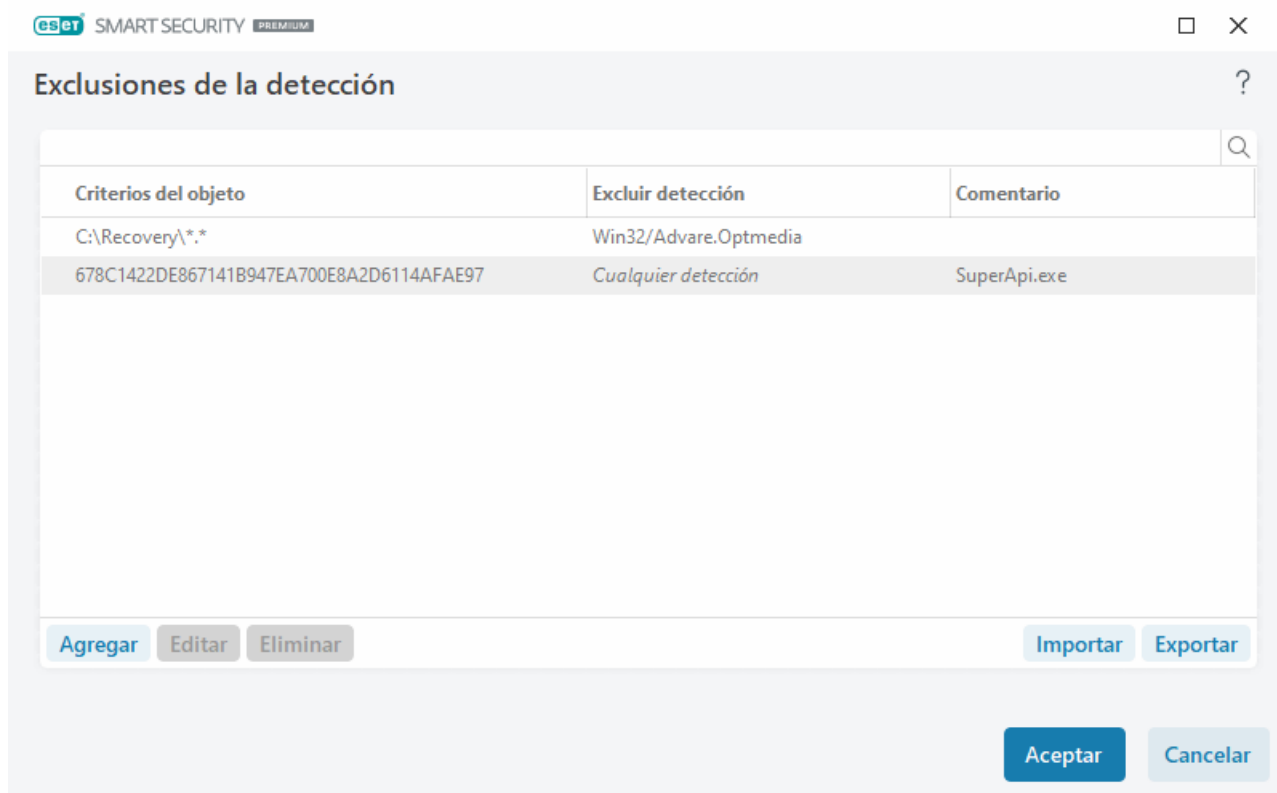 eset SMART SECURITY PREMIUM
Exclusiones de la detección ?
Criterios del objeto Excluir detección Comentario
C:\Recovery\*.* Win32/Advare.Optmedia
678C1422DE867141B947EA700E8A2D6114AFAE97 Cualquier detección SuperApi.exe
Agregar Editar Eliminar Importar Exportar
Aceptar Cancelar